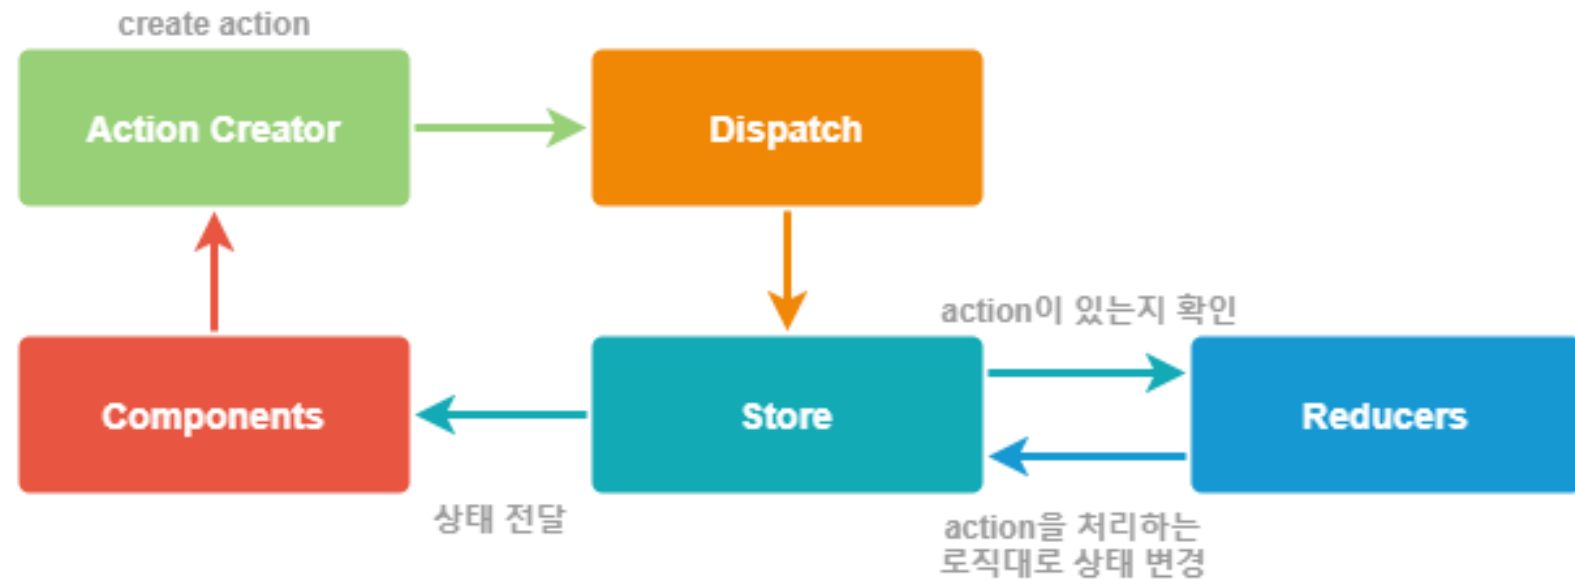 create action
Action Creator
Dispatch
action이 있는지 확인
Components
Store
Reducers
상태 전달
action을 처리하는
로직대로 상태 변경